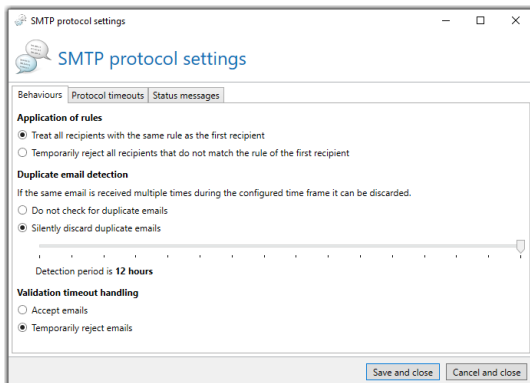 SMTP protocol settings
SMTP protocol settings
Behaviours Protocol timeouts Status messages
Application of rules
Treat all recipients with the same rule as the first recipient
Temporarily reject all recipients that do not match the rule of the first recipient
Duplicate email detection
If the same email is received multiple times during the configured time frame it can be discarded.
Do not check for duplicate emails
Silently discard duplicate emails
Detection period is 12 hours
Validation timeout handling
Accept emails
Temporarily reject emails
Save and close Cancel and close